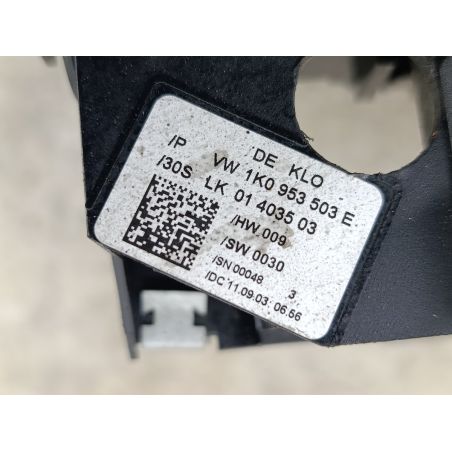 /DE KLO
/P VW 1K0 953 503 E
/30S LK 01 4035 03
/HW 009
/SW 0030
/SN 00048 3
/DC 11.09.03 06.56